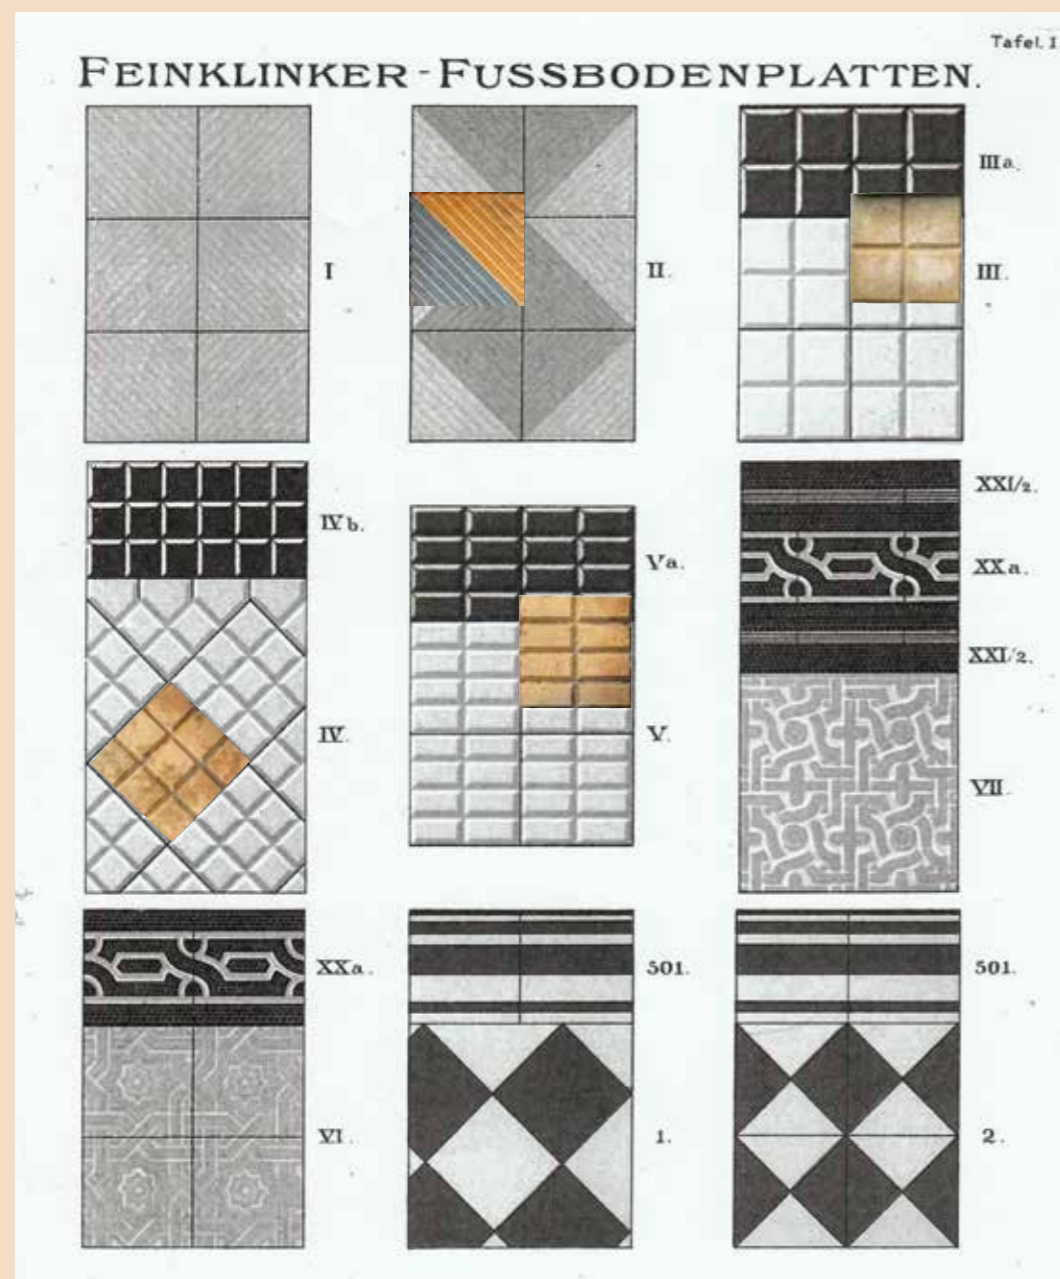 Tafel. I
FEINKLINKER-FUSSBODENPLATTEN.
I
II.
IIIa.
III.
IVb.
IV.
Va.
V.
XXI/2.
XXa.
XXI/2.
VII.
XXa.
VI.
501.
1.
501.
2.